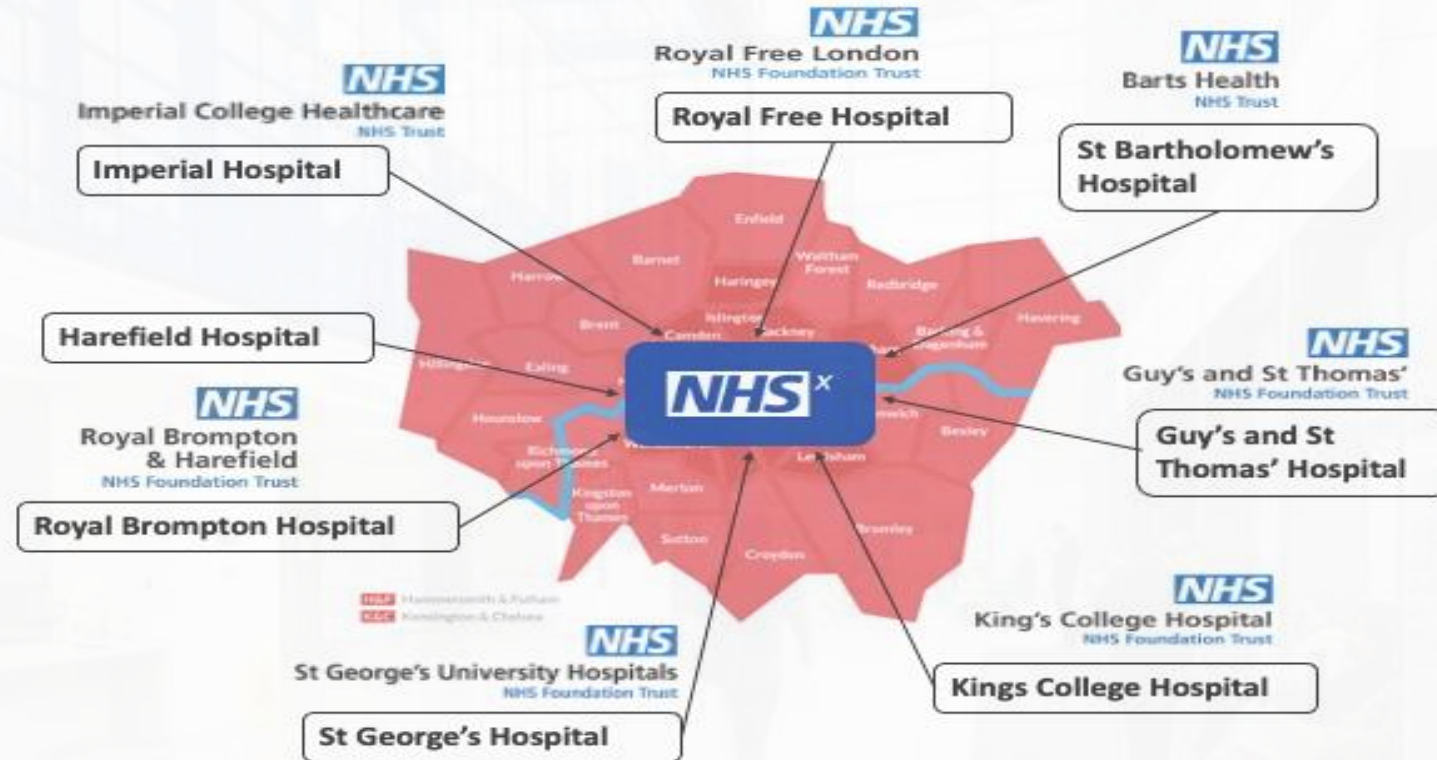 NHS
Royal Free London
NHS Foundation Trust
Royal Free Hospital
NHS
Barts Health
NHS Trust
St Bartholomew's
Hospital
NHS
Imperial College Healthcare
NHS Trust
Imperial Hospital
Enfield
Barnet
Waltham
Forest
Harrow
Haringey
Redbridge
Islington
Brent
Camden
Hackney
Havering
Barking &
Dagenham
Harefield Hospital
Hillingdon
Ealing
NHS X
NHS
Guy's and St Thomas'
NHS Foundation Trust
Guy's and St
Thomas' Hospital
NHS
Royal Brompton
& Harefield
NHS Foundation Trust
Royal Brompton Hospital
Hounslow
Bexley
Richmond
upon Thames
Lewisham
Kingston
upon
Thames
Merton
Sutton
Croydon
Bromley
H&F Hammersmith & Fulham
K&C Kensington & Chelsea
NHS
St George's University Hospitals
NHS Foundation Trust
St George's Hospital
NHS
King's College Hospital
NHS Foundation Trust
Kings College Hospital